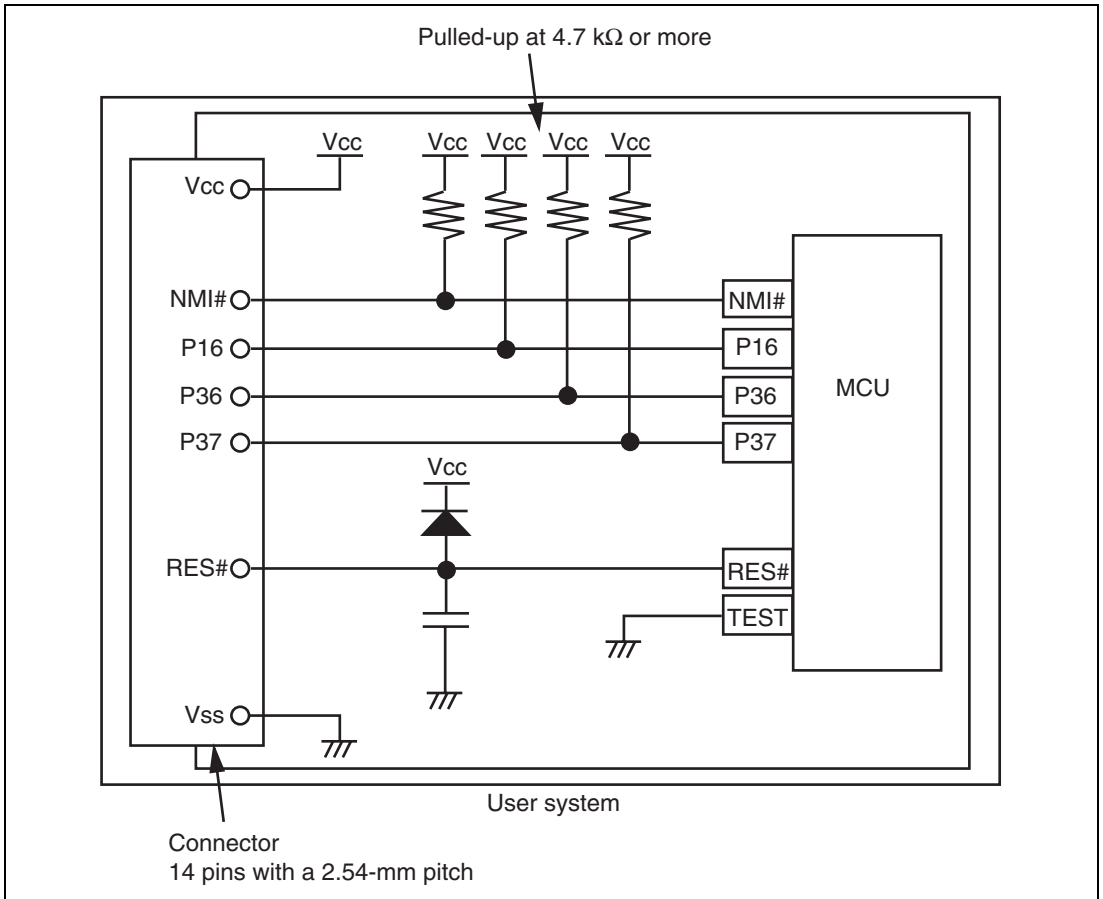 Pulled-up at 4.7 kΩ or more
Vcc
Vcc
Vcc
Vcc
Vcc
Vcc
NMI#
NMI#
P16
P16
P36
P36
MCU
P37
P37
Vcc
RES#
RES#
TEST
Vss
User system
Connector
14 pins with a 2.54-mm pitch